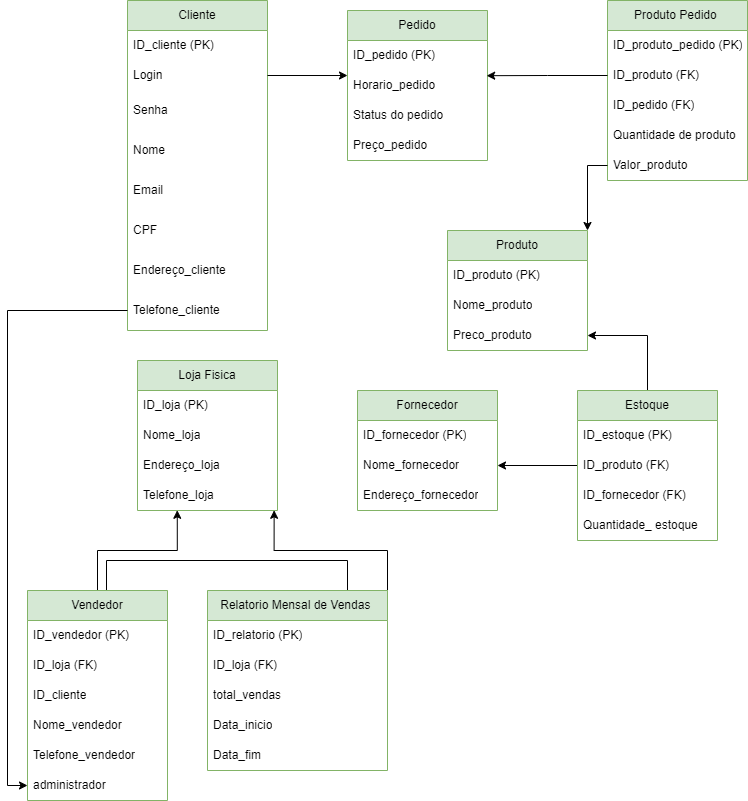 Cliente
ID_cliente (PK)
Login
Senha
Nome
Email
CPF
Endereço_cliente
Telefone_cliente
Pedido
ID_pedido (PK)
Horario_pedido
Status do pedido
Preço_pedido
Produto Pedido
ID_produto_pedido (PK)
ID_produto (FK)
ID_pedido (FK)
Quantidade de produto
Valor_produto
Produto
ID_produto (PK)
Nome_produto
Preco_produto
Loja Fisica
ID_loja (PK)
Nome_loja
Endereço_loja
Telefone_loja
Fornecedor
ID_fornecedor (PK)
Nome_fornecedor
Endereço_fornecedor
Estoque
ID_estoque (PK)
ID_produto (FK)
ID_fornecedor (FK)
Quantidade_ estoque
Vendedor
ID_vendedor (PK)
ID_loja (FK)
ID_cliente
Nome_vendedor
Telefone_vendedor
administrador
Relatorio Mensal de Vendas
ID_relatorio (PK)
ID_loja (FK)
total_vendas
Data_inicio
Data_fim